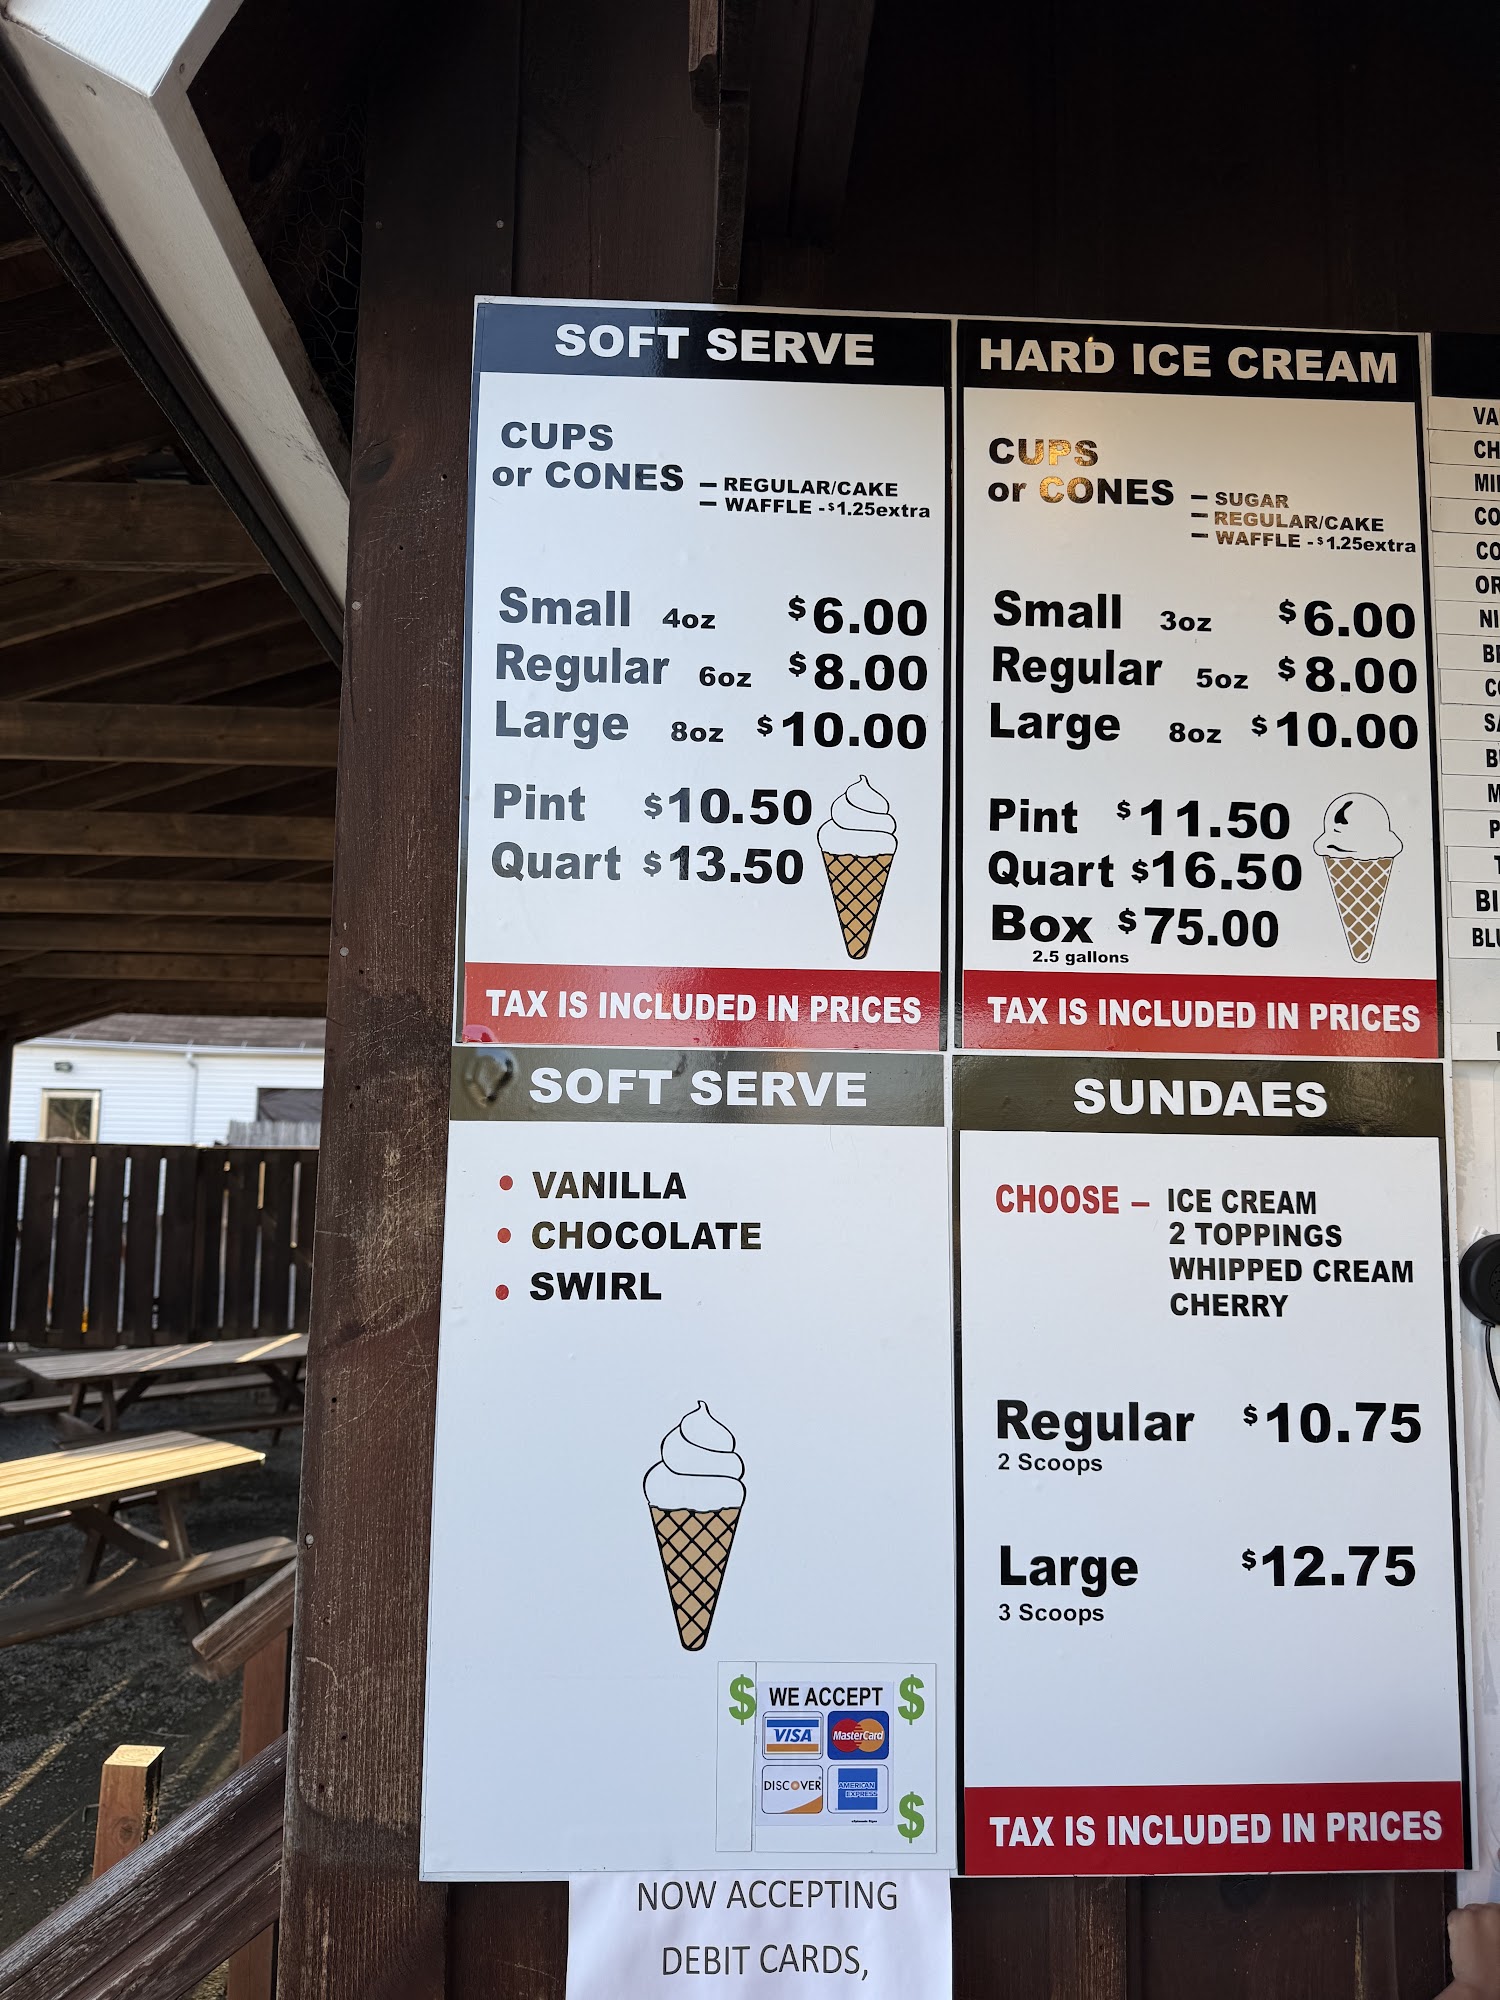 SOFT SERVE
CUPS
or CONES
– REGULAR/CAKE
– WAFFLE -$1.25extra
Small 4oz $6.00
Regular 6oz $8.00
Large 8oz $10.00
Pint $10.50
Quart $13.50
TAX IS INCLUDED IN PRICES
HARD ICE CREAM
CUPS
or CONES
– SUGAR
– REGULAR/CAKE
– WAFFLE -$1.25extra
Small 3oz $6.00
Regular 5oz $8.00
Large 8oz $10.00
Pint $11.50
Quart $16.50
Box $75.00
2.5 gallons
TAX IS INCLUDED IN PRICES
SOFT SERVE
• VANILLA
• CHOCOLATE
• SWIRL
$ WE ACCEPT $
VISA MasterCard
DISCOVER AMERICAN EXPRESS
$
NOW ACCEPTING
DEBIT CARDS,
SUNDAES
CHOOSE – ICE CREAM
2 TOPPINGS
WHIPPED CREAM
CHERRY
Regular $10.75
2 Scoops
Large $12.75
3 Scoops
TAX IS INCLUDED IN PRICES